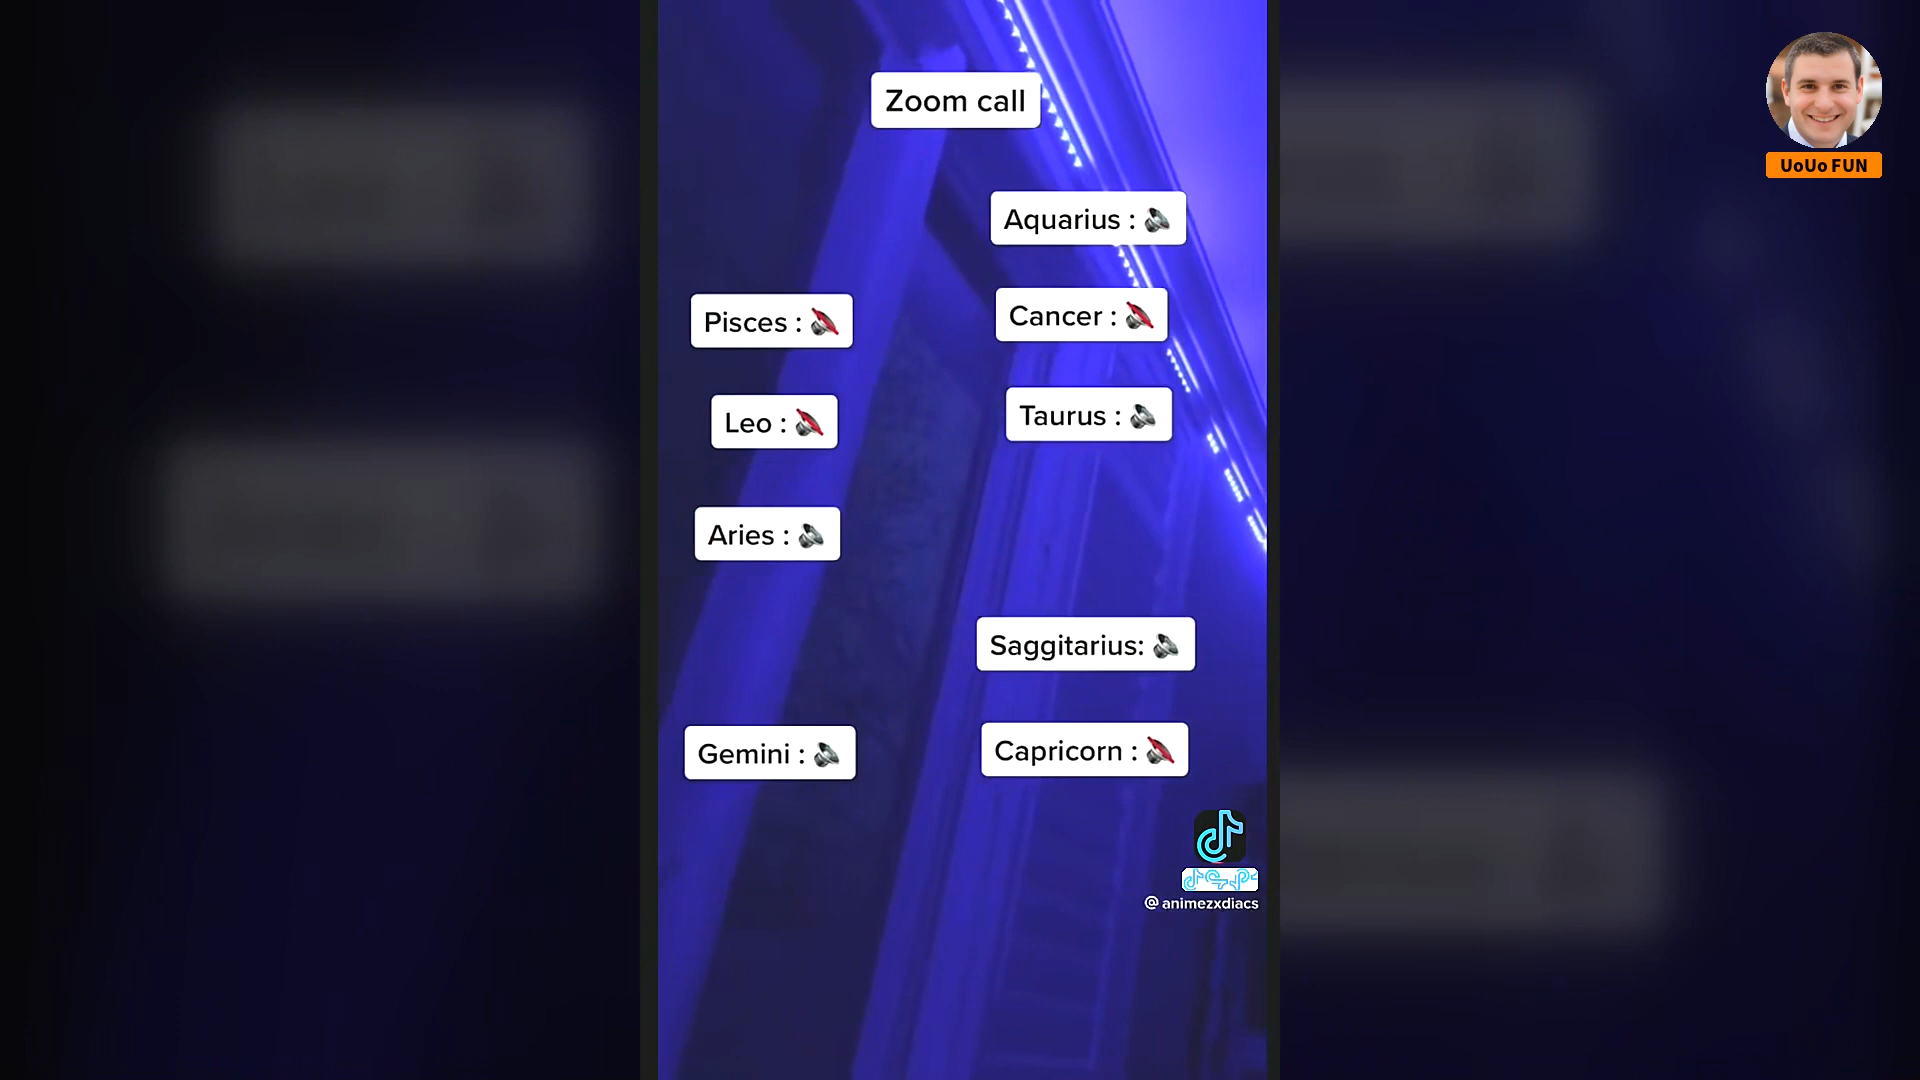 Zoom call
UoUo FUN
Aquarius : 🔈
Pisces : 🔇
Cancer : 🔇
Leo : 🔇
Taurus : 🔈
Aries : 🔈
Saggitarius: 🔈
Gemini : 🔈
Capricorn : 🔇
@animezxdiacs